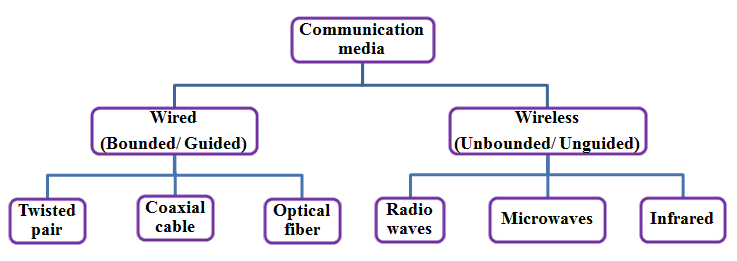 Communication
media
Wired
(Bounded/ Guided)
Wireless
(Unbounded/ Unguided)
Twisted
pair
Coaxial
cable
Optical
fiber
Radio
waves
Microwaves
Infrared